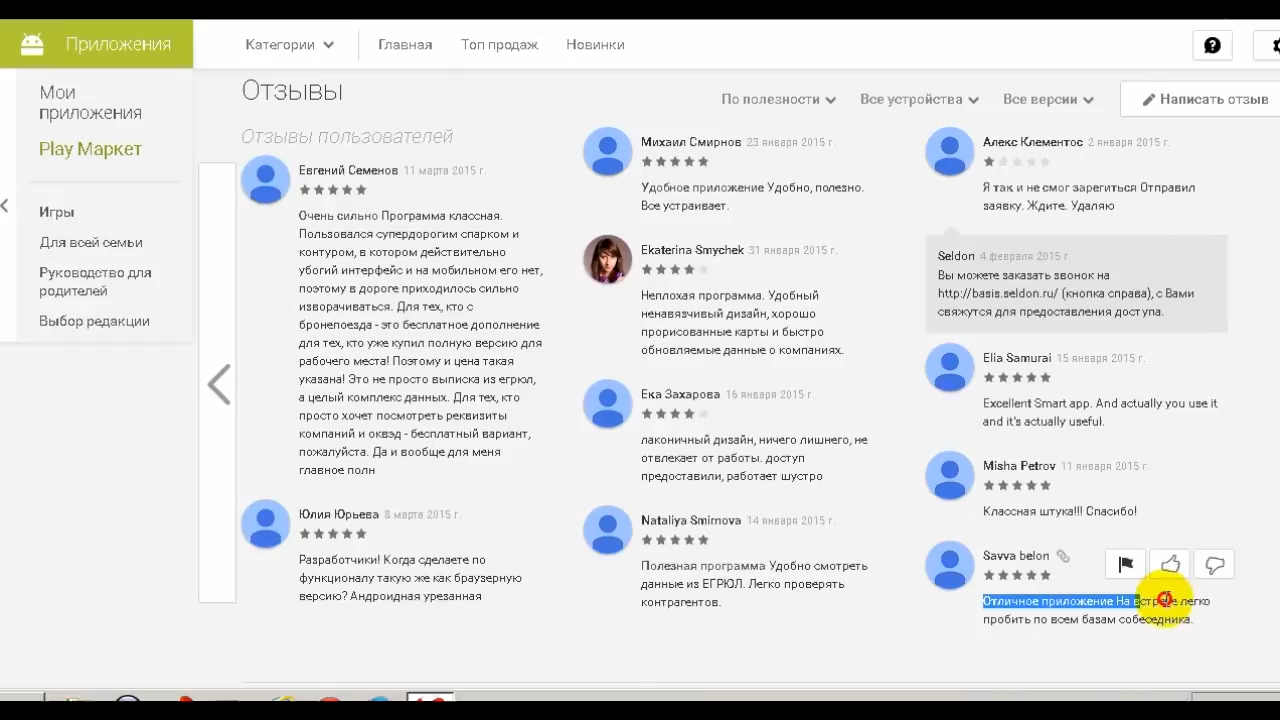 Приложения
Категории
Главная
Топ продаж
Новинки
Мои
приложения
Play Маркет
Игры
Для всей семьи
Руководство для
родителей
Выбор редакции
Отзывы
По полезности
Все устройства
Все версии
Написать отзыв
Отзывы пользователей
Евгений Семенов 11 марта 2015 г.
Очень сильно Программа классная.
Пользовался супердорогим спарком и
контуром, в котором действительно
убогий интерфейс и на мобильном его нет,
поэтому в дороге приходилось сильно
изворачиваться. Для тех, кто с
бронепоезда - это бесплатное дополнение
для тех, кто уже купил полную версию для
рабочего места! Поэтому и цена такая
указана! Это не просто выписка из егрюл,
а целый комплекс данных. Для тех, кто
просто хочет посмотреть реквизиты
компаний и оквэд - бесплатный вариант,
пожалуйста. Да и вообще для меня
главное полн
Юлия Юрьева 8 марта 2015 г.
Разработчики! Когда сделаете по
функционалу такую же как браузерную
версию? Андроидная урезанная
Михаил Смирнов 23 января 2015 г.
Удобное приложение Удобно, полезно.
Все устраивает.
Ekaterina Smychek 31 января 2015 г.
Неплохая программа. Удобный
ненавязчивый дизайн, хорошо
прорисованные карты и быстро
обновляемые данные о компаниях.
Ека Захарова 16 января 2015 г.
лаконичный дизайн, ничего лишнего, не
отвлекает от работы. доступ
предоставили, работает шустро
Nataliya Smirnova 14 января 2015 г.
Полезная программа Удобно смотреть
данные из ЕГРЮЛ. Легко проверять
контрагентов.
Алекс Клементос 2 января 2015 г.
Я так и не смог зарегиться Отправил
заявку. Ждите. Удаляю
Seldon 4 февраля 2015 г.
Вы можете заказать звонок на
http://basis.seldon.ru/ (кнопка справа), с Вами
свяжутся для предоставления доступа.
Elia Samurai 15 января 2015 г.
Excellent Smart app. And actually you use it
and it's actually useful.
Misha Petrov 11 января 2015 г.
Классная штука!!! Спасибо!
Savva belon
Отличное приложение На встрече легко
пробить по всем базам собеседника.